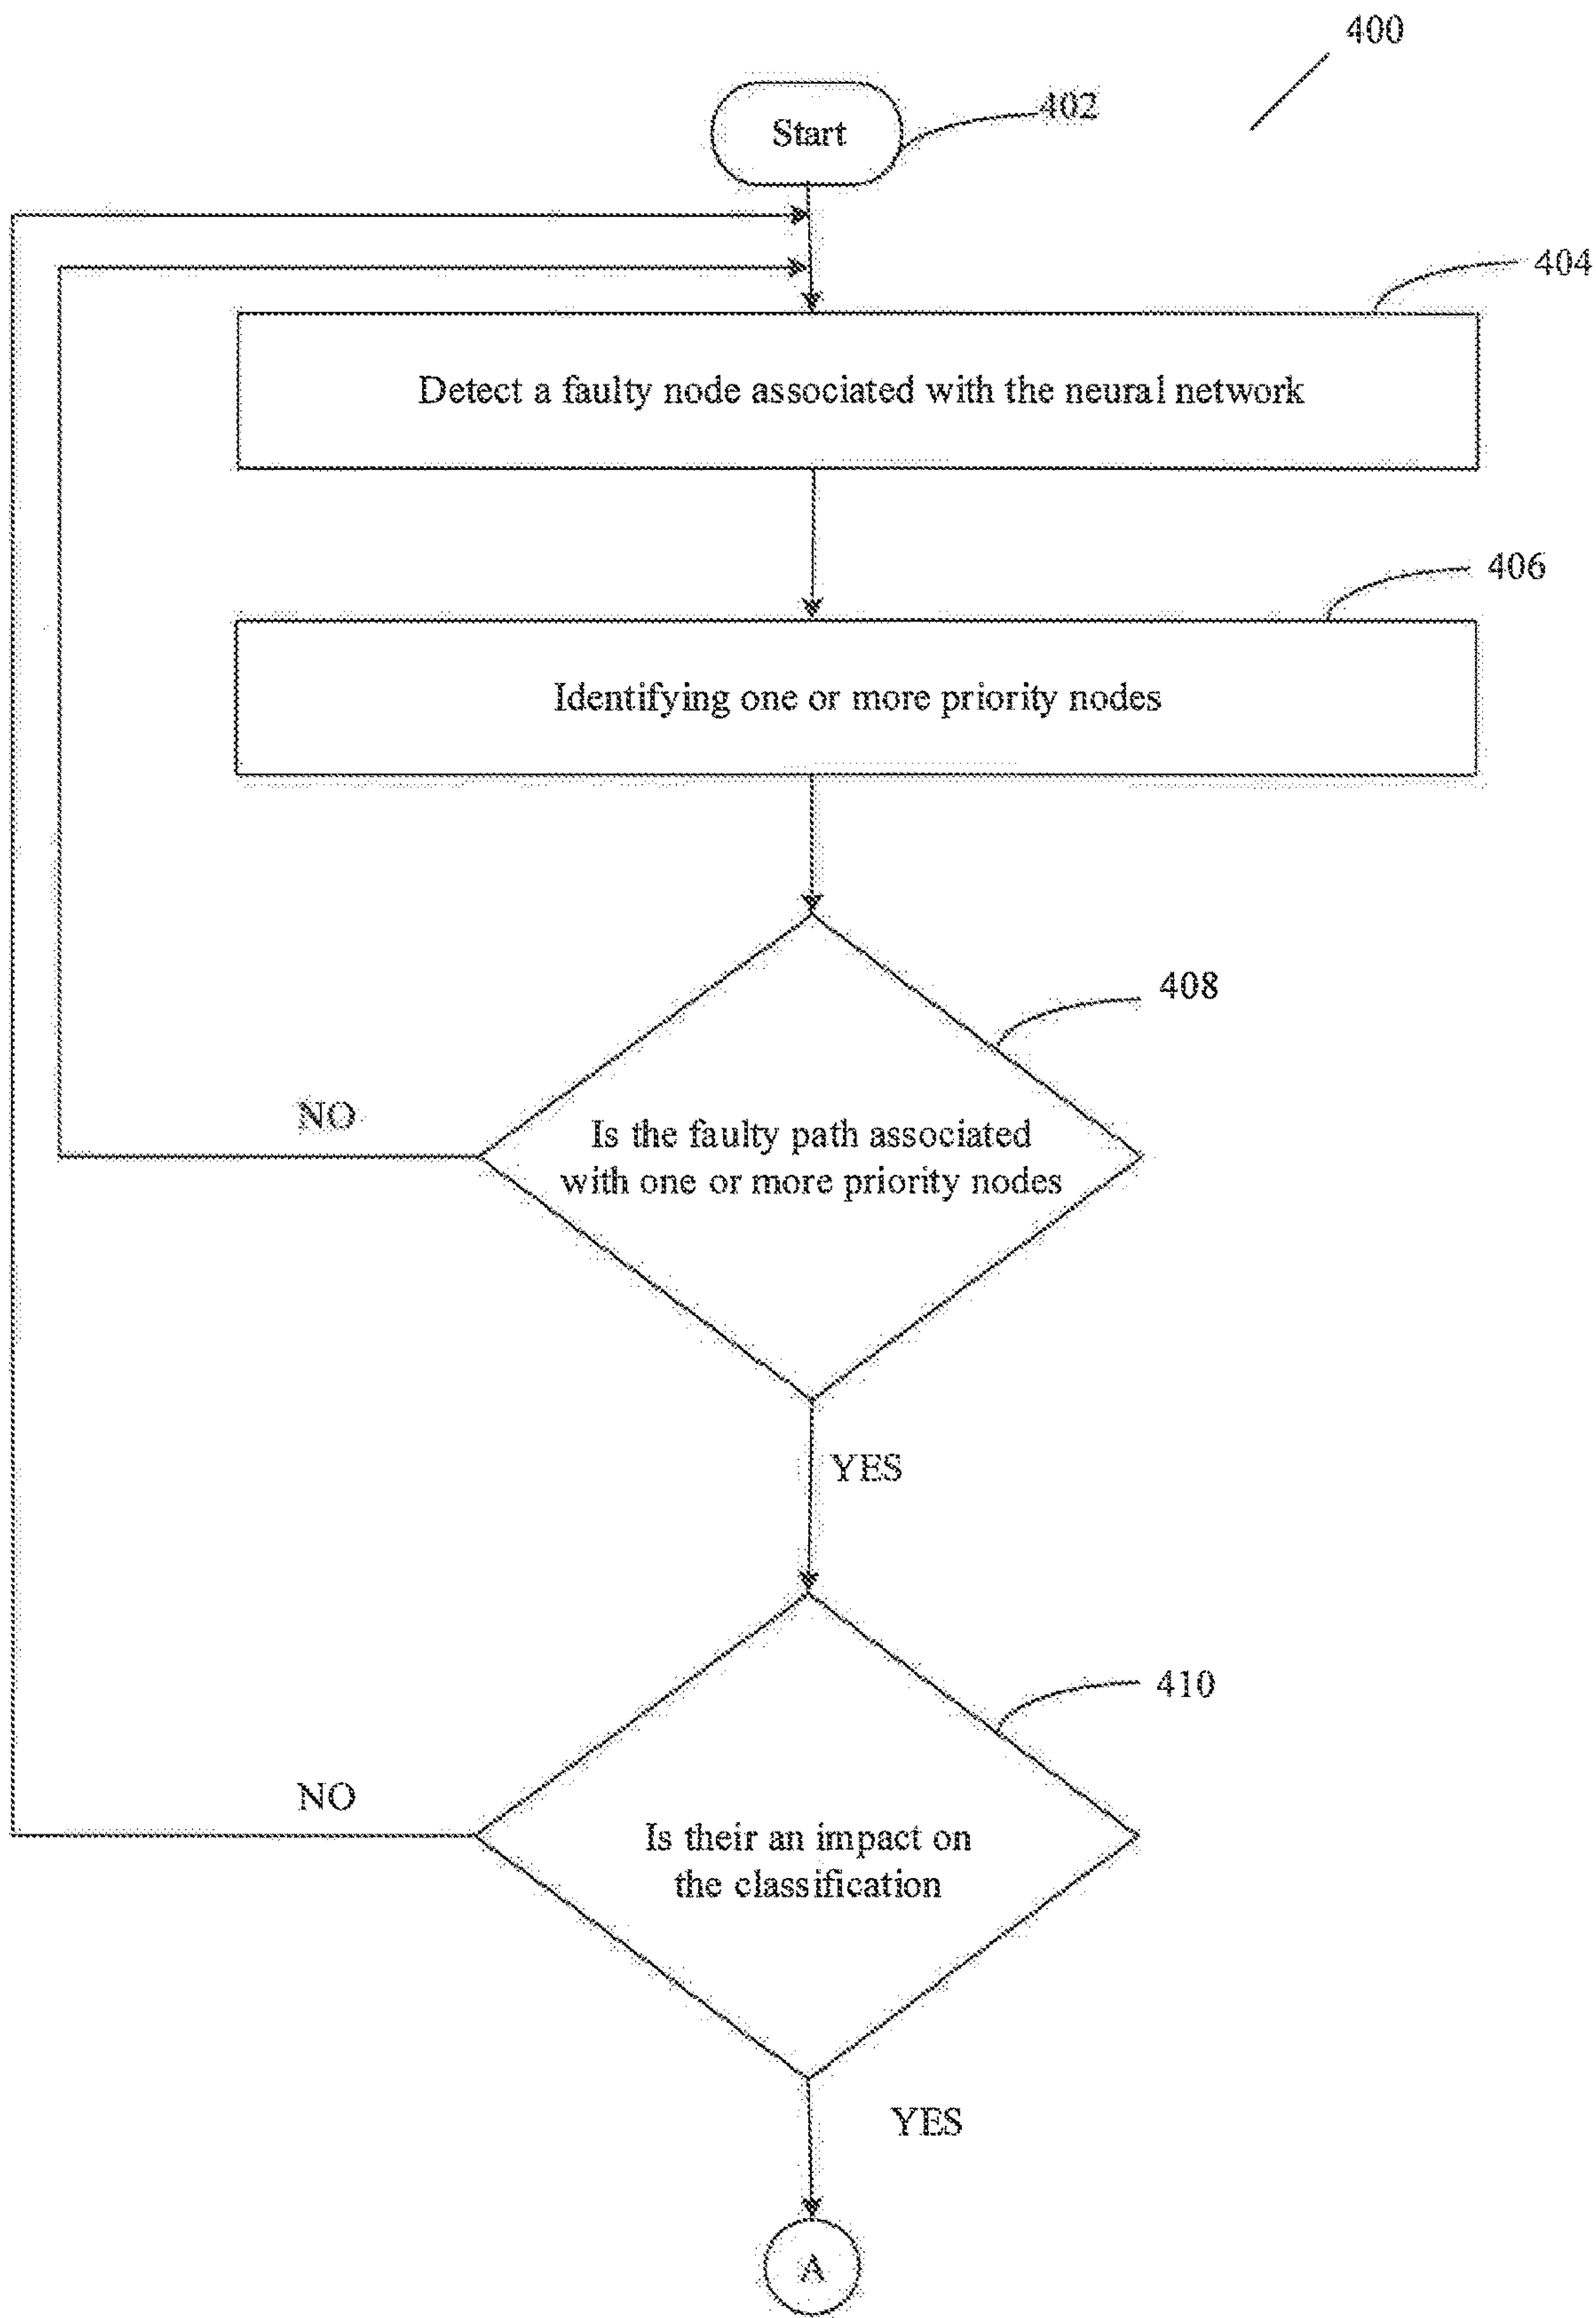 400
Start
402
404
Detect a faulty node associated with the neural network
406
Identifying one or more priority nodes
408
NO
Is the faulty path associated
with one or more priority nodes
YES
410
NO
Is their an impact on
the classification
YES
A